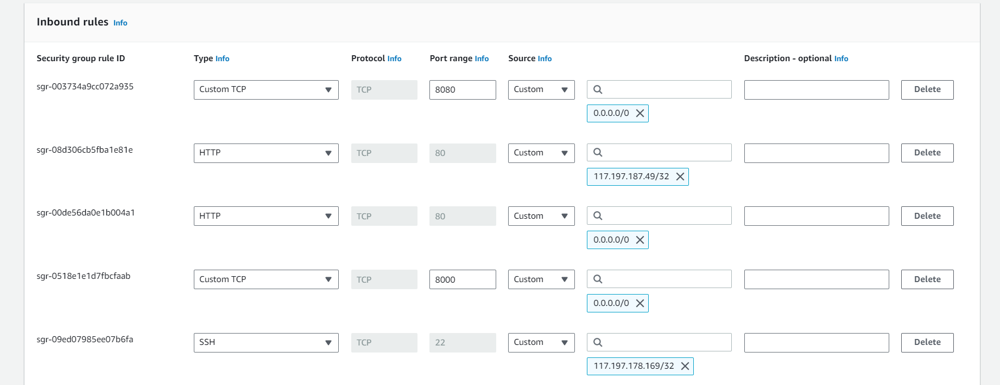 Inbound rules Info
Security group rule ID Type Info Protocol Info Port range Info Source Info Description - optional Info
sgr-003734a9cc072a935 Custom TCP TCP 8080 Custom Delete
0.0.0.0/0
sgr-08d306cb5fba1e81e HTTP TCP 80 Custom Delete
117.197.187.49/32
sgr-00de56da0e1b004a1 HTTP TCP 80 Custom Delete
0.0.0.0/0
sgr-0518e1e1d7fbcfaab Custom TCP TCP 8000 Custom Delete
0.0.0.0/0
sgr-09ed07985ee07b6fa SSH TCP 22 Custom Delete
117.197.178.169/32